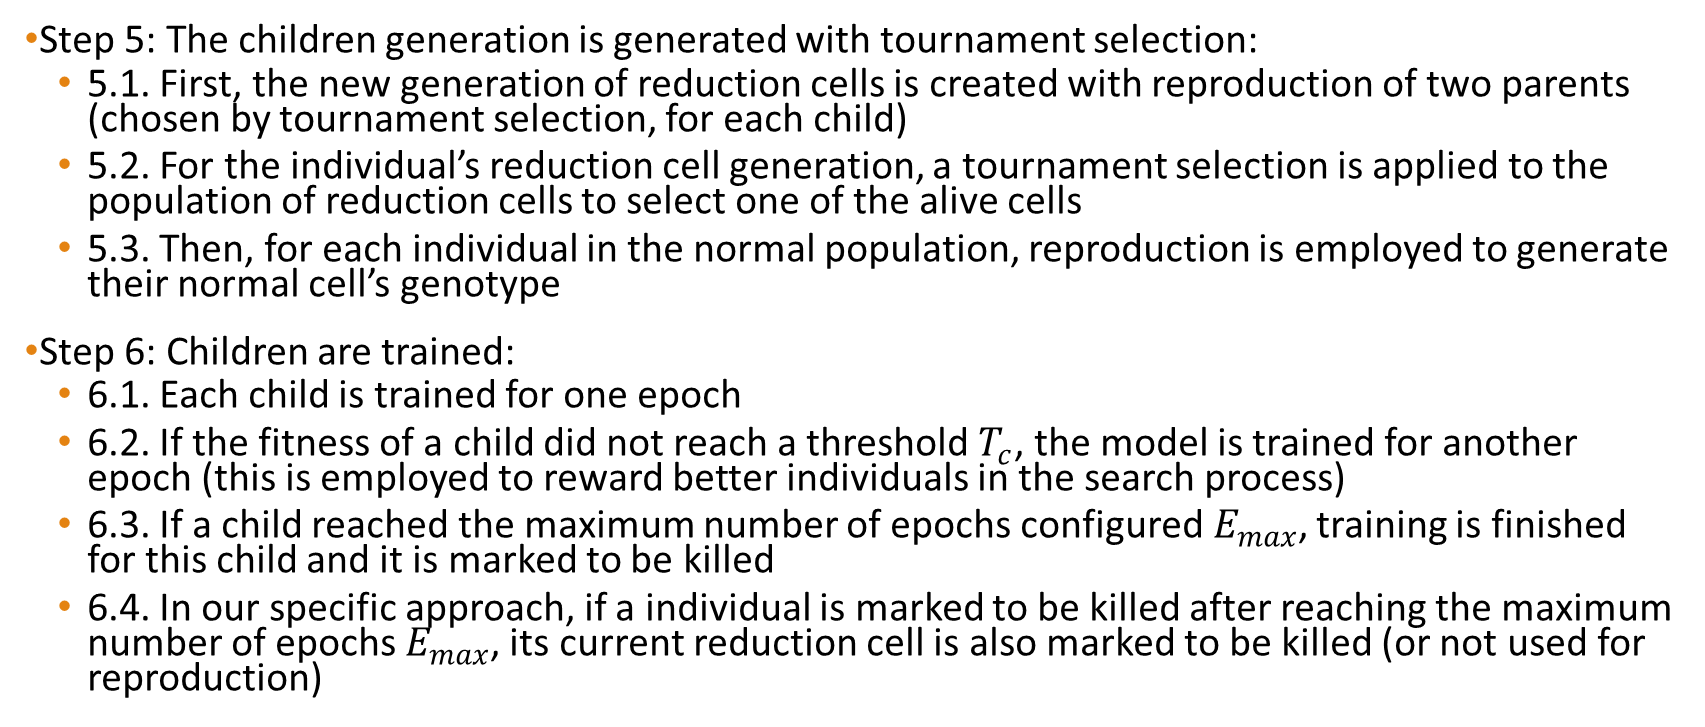 •Step 5: The children generation is generated with tournament selection:
• 5.1. First, the new generation of reduction cells is created with reproduction of two parents
(chosen by tournament selection, for each child)
• 5.2. For the individual’s reduction cell generation, a tournament selection is applied to the
population of reduction cells to select one of the alive cells
• 5.3. Then, for each individual in the normal population, reproduction is employed to generate
their normal cell’s genotype
•Step 6: Children are trained:
• 6.1. Each child is trained for one epoch
• 6.2. If the fitness of a child did not reach a threshold T_c, the model is trained for another
epoch (this is employed to reward better individuals in the search process)
• 6.3. If a child reached the maximum number of epochs configured E_max, training is finished
for this child and it is marked to be killed
• 6.4. In our specific approach, if a individual is marked to be killed after reaching the maximum
number of epochs E_max, its current reduction cell is also marked to be killed (or not used for
reproduction)